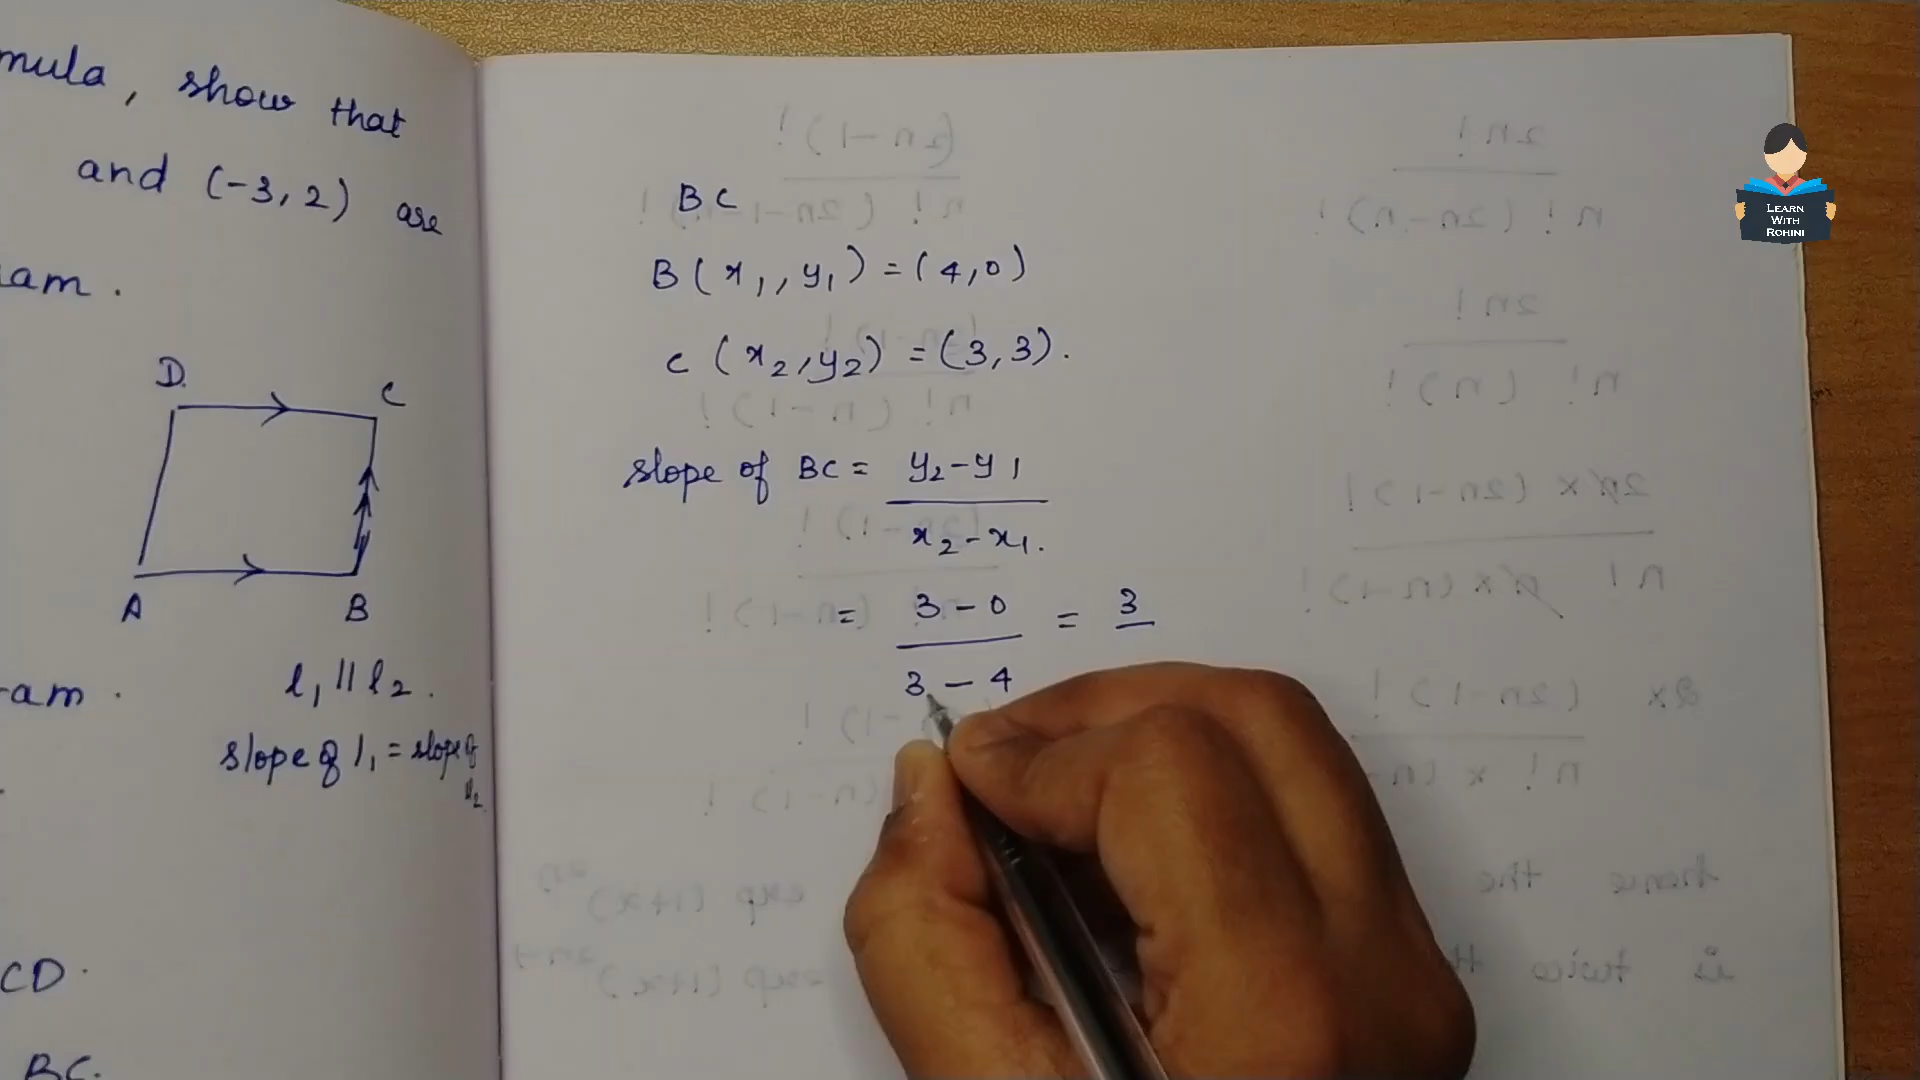 mula, show that
and (-3,2) are
am.
D.
C
A
B
am.
l₁ || l₂.
slope of l₁ = slope of l₂
CD.
BC.
BC
B(x₁, y₁) = (4,0)
C(x₂, y₂) = (3,3).
slope of BC = y₂-y₁
x₂-x₁.
= 3-0 = 3
3-4
LEARN
WITH
ROHINI